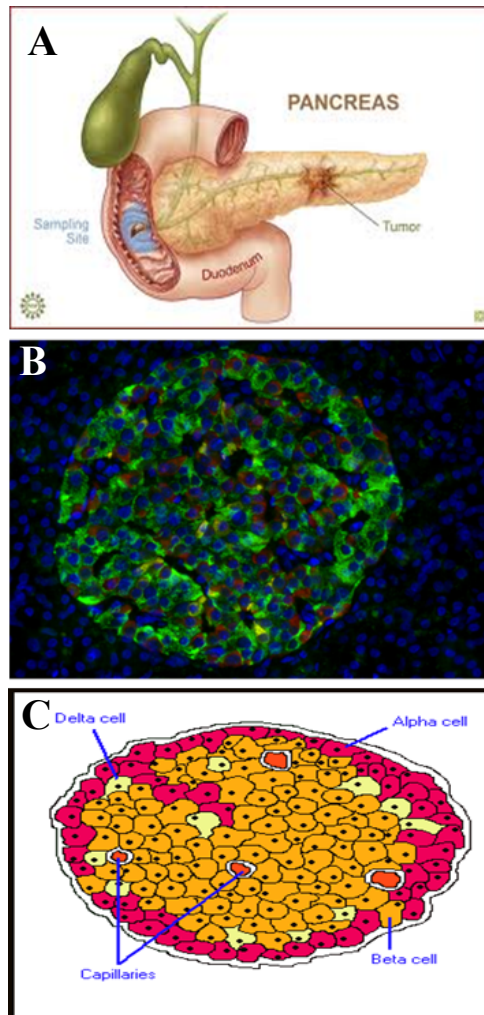 A
PANCREAS
Sampling
Site
Tumor
Duodenum
B
C
Delta cell
Alpha cell
Capillaries
Beta cell